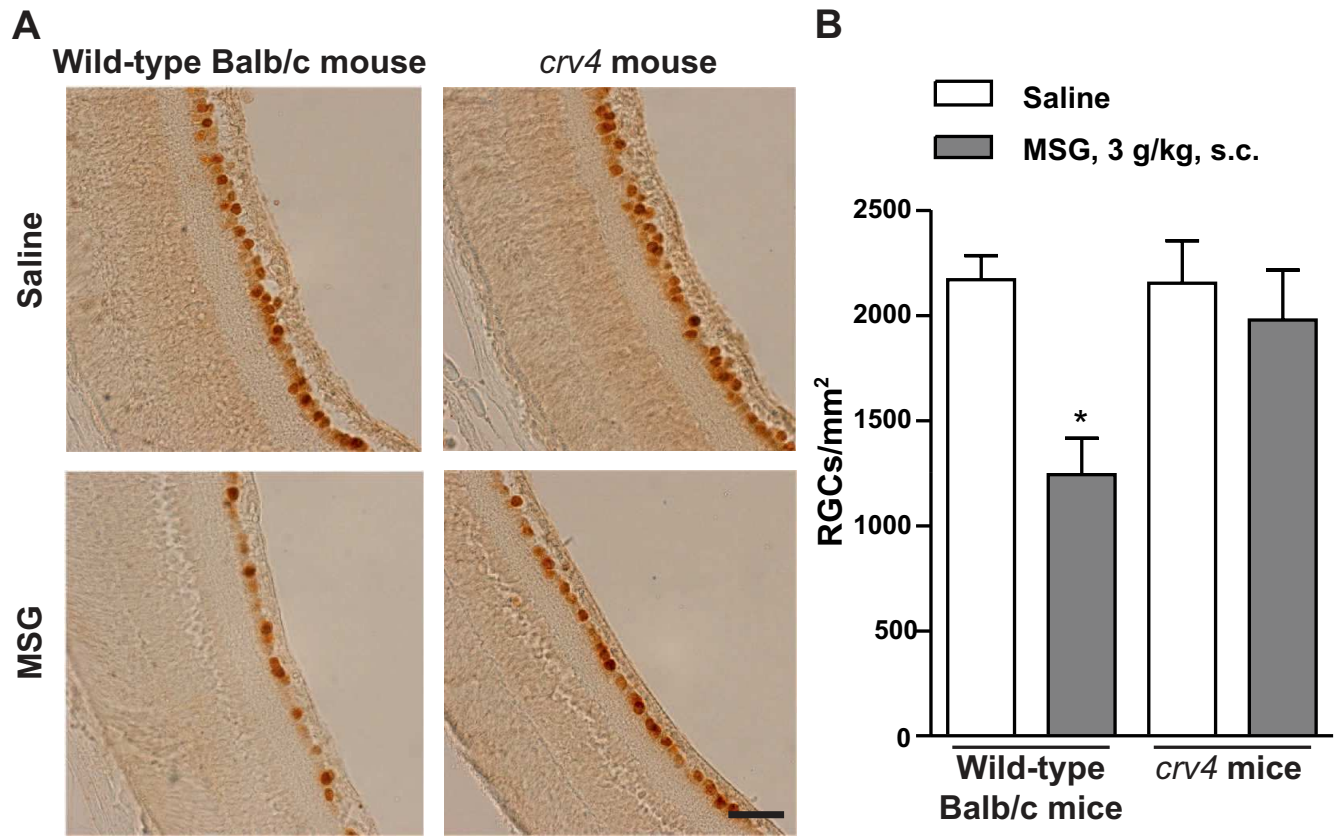 A
Wild-type Balb/c mouse
crv4 mouse
Saline
MSG
B
Saline
MSG, 3 g/kg, s.c.
RGCs/mm²
2500
2000
1500
1000
500
0
*
Wild-type
Balb/c mice
crv4 mice